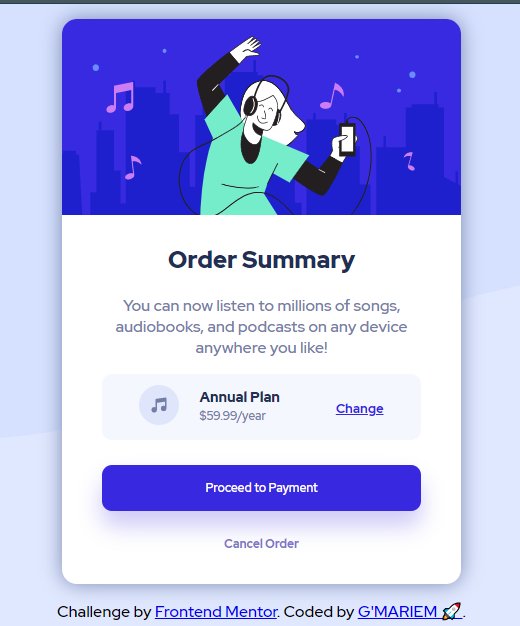 Order Summary
You can now listen to millions of songs,
audiobooks, and podcasts on any device
anywhere you like!
Annual Plan
$59.99/year
Change
Proceed to Payment
Cancel Order
Challenge by Frontend Mentor. Coded by G'MARIEM 🚀.